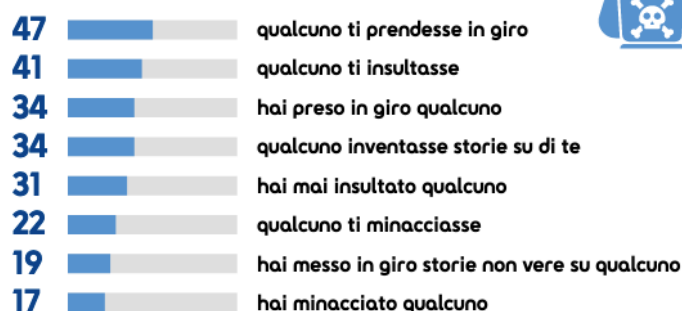 47 qualcuno ti prendesse in giro
41 qualcuno ti insultasse
34 hai preso in giro qualcuno
34 qualcuno inventasse storie su di te
31 hai mai insultato qualcuno
22 qualcuno ti minacciasse
19 hai messo in giro storie non vere su qualcuno
17 hai minacciato qualcuno